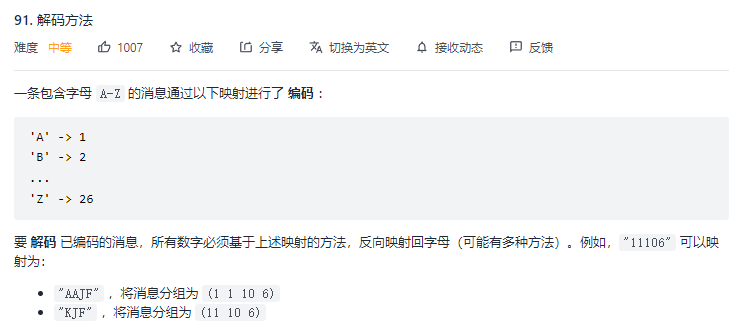 91. 解码方法
难度 中等 1007 收藏 分享 切换为英文 接收动态 反馈
一条包含字母 A-Z 的消息通过以下映射进行了 编码 ：
'A' -> 1
'B' -> 2
...
'Z' -> 26
要 解码 已编码的消息，所有数字必须基于上述映射的方法，反向映射回字母（可能有多种方法）。例如，"11106" 可以映
射为：
"AAJF" ，将消息分组为 (1 1 10 6)
"KJF" ，将消息分组为 (11 10 6)